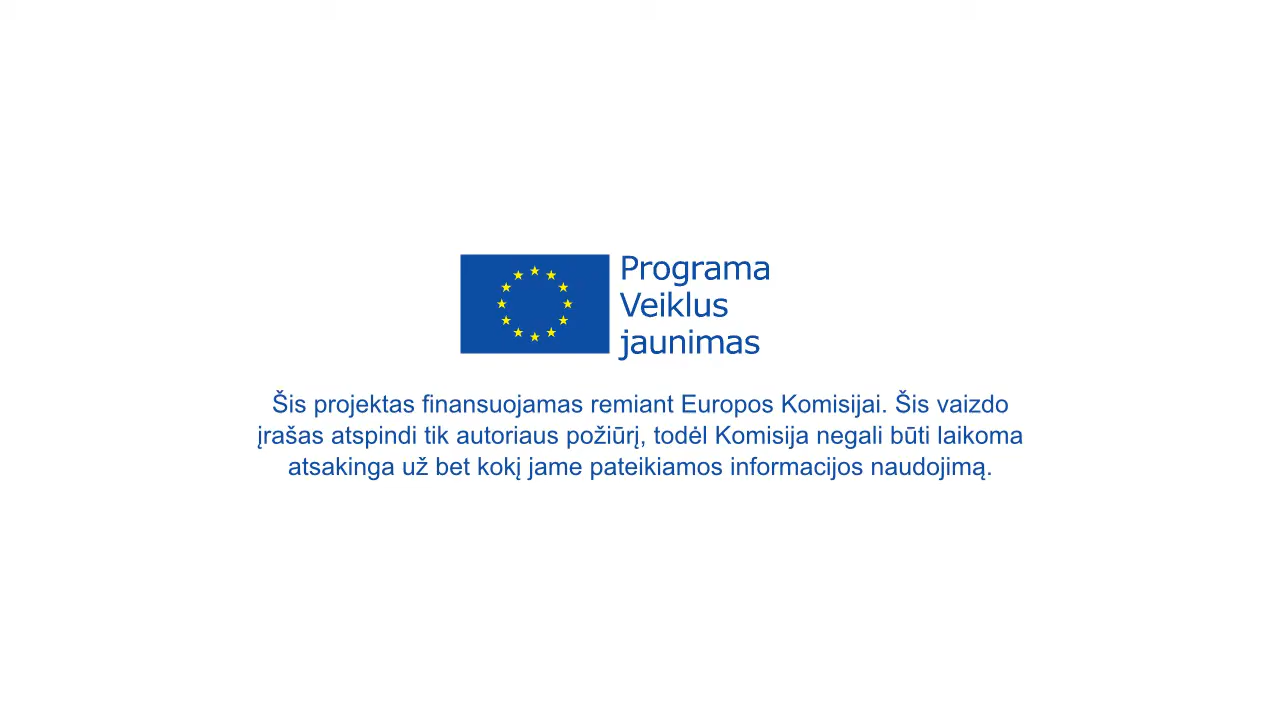 Programa
Veiklus
jaunimas
Šis projektas finansuojamas remiant Europos Komisijai. Šis vaizdo
įrašas atspindi tik autoriaus požiūrį, todėl Komisija negali būti laikoma
atsakinga už bet kokį jame pateikiamos informacijos naudojimą.